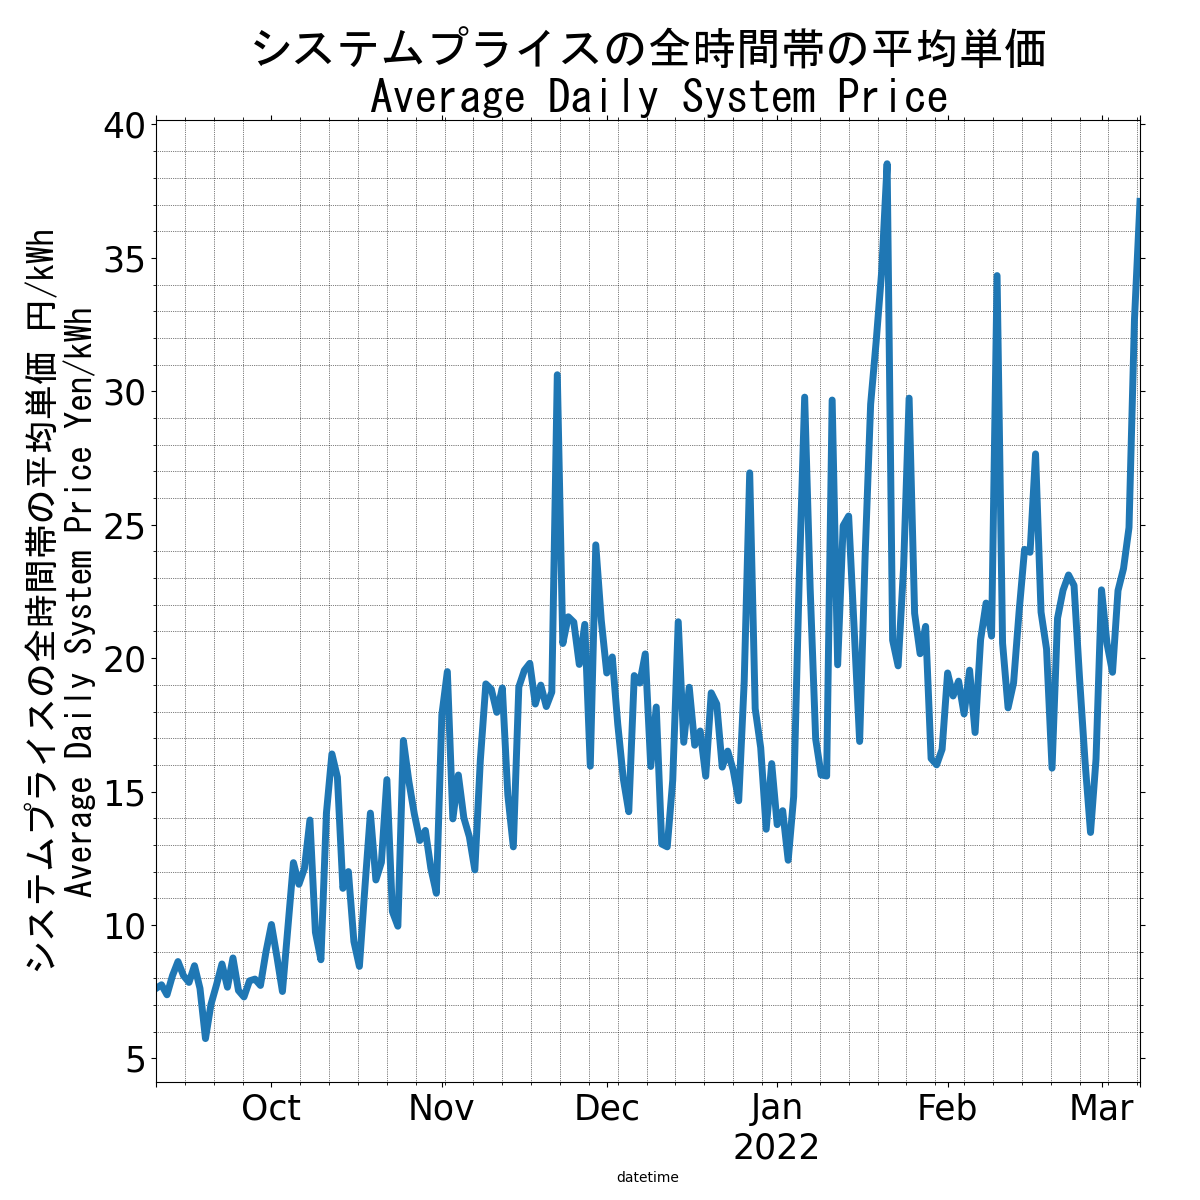 システムプライスの全時間帯の平均単価
Average Daily System Price
システムプライスの全時間帯の平均単価 円/kWh
Average Daily System Price Yen/kWh
40
35
30
25
20
15
10
5
Oct
Nov
Dec
Jan
2022
Feb
Mar
datetime